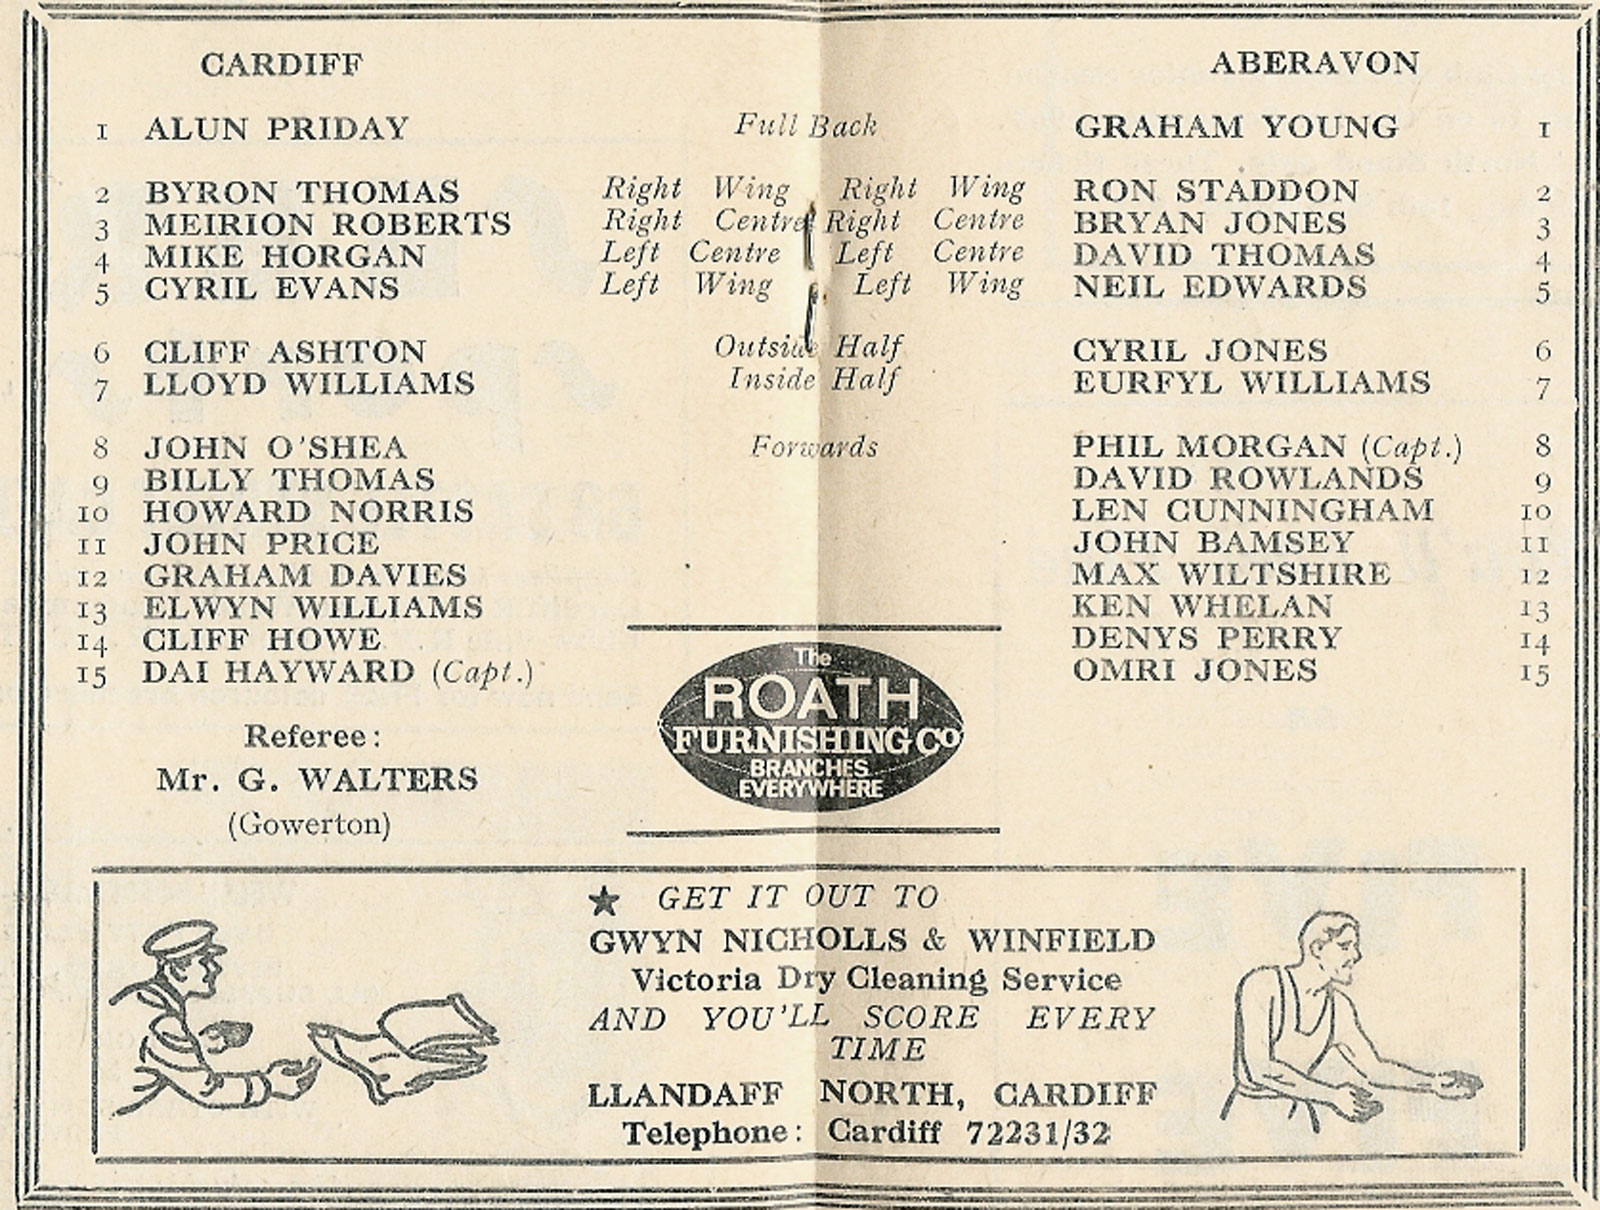 CARDIFF ABERAVON
1 ALUN PRIDAY Full Back GRAHAM YOUNG 1
2 BYRON THOMAS Right Wing Right Wing RON STADDON 2
3 MEIRION ROBERTS Right Centre Right Centre BRYAN JONES 3
4 MIKE HORGAN Left Centre Left Centre DAVID THOMAS 4
5 CYRIL EVANS Left Wing Left Wing NEIL EDWARDS 5
6 CLIFF ASHTON Outside Half CYRIL JONES 6
7 LLOYD WILLIAMS Inside Half EURFYL WILLIAMS 7
8 JOHN O'SHEA Forwards PHIL MORGAN (Capt.) 8
9 BILLY THOMAS DAVID ROWLANDS 9
10 HOWARD NORRIS LEN CUNNINGHAM 10
11 JOHN PRICE JOHN BAMSEY 11
12 GRAHAM DAVIES MAX WILTSHIRE 12
13 ELWYN WILLIAMS KEN WHELAN 13
14 CLIFF HOWE DENYS PERRY 14
15 DAI HAYWARD (Capt.) OMRI JONES 15
Referee:
Mr. G. WALTERS
(Gowerton)
The
ROATH
FURNISHING CO
BRANCHES
EVERYWHERE
★ GET IT OUT TO
GWYN NICHOLLS & WINFIELD
Victoria Dry Cleaning Service
AND YOU'LL SCORE EVERY
TIME
LLANDAFF NORTH, CARDIFF
Telephone: Cardiff 72231/32